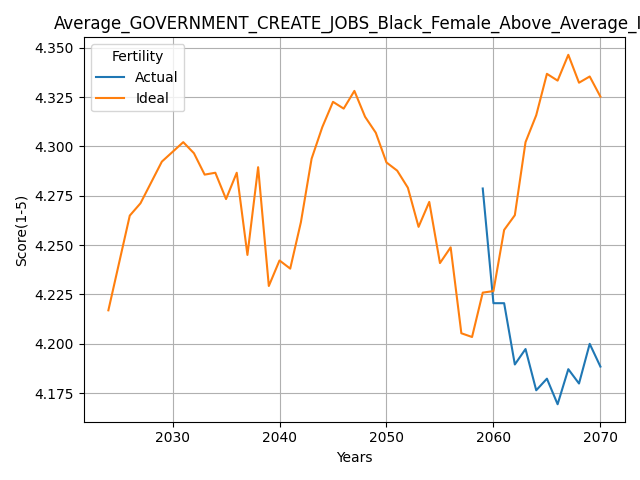 Average_GOVERNMENT_CREATE_JOBS_Black_Female_Above_Average_I
Fertility
Actual
Ideal
Score(1-5)
4.350
4.325
4.300
4.275
4.250
4.225
4.200
4.175
2030 2040 2050 2060 2070
Years